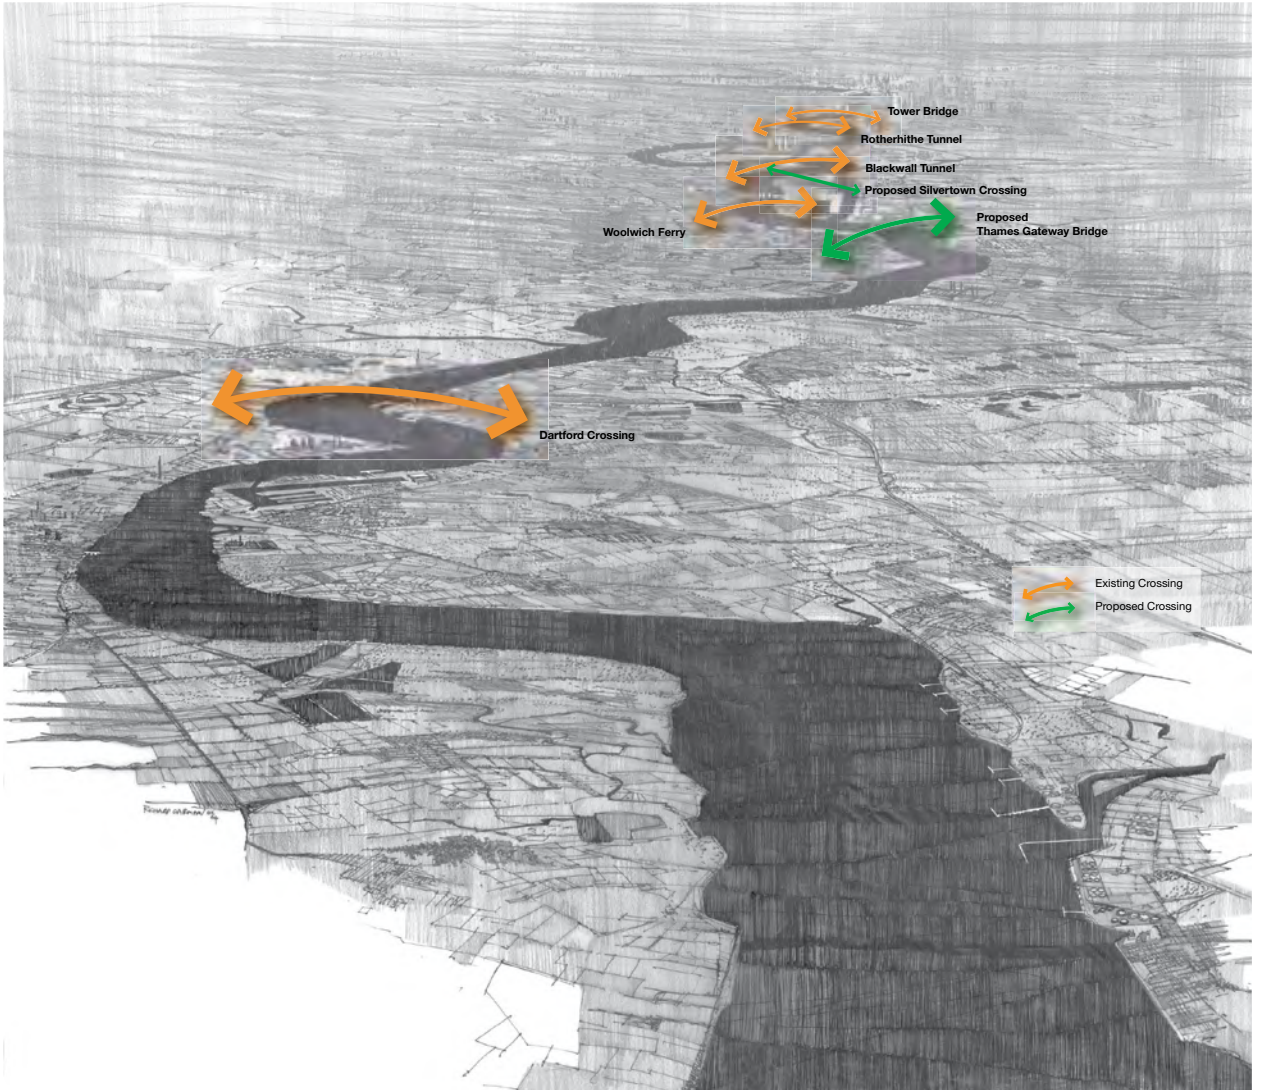 Tower Bridge
Rotherhithe Tunnel
Blackwall Tunnel
Proposed Silvertown Crossing
Proposed
Thames Gateway Bridge
Woolwich Ferry
Dartford Crossing
Existing Crossing
Proposed Crossing